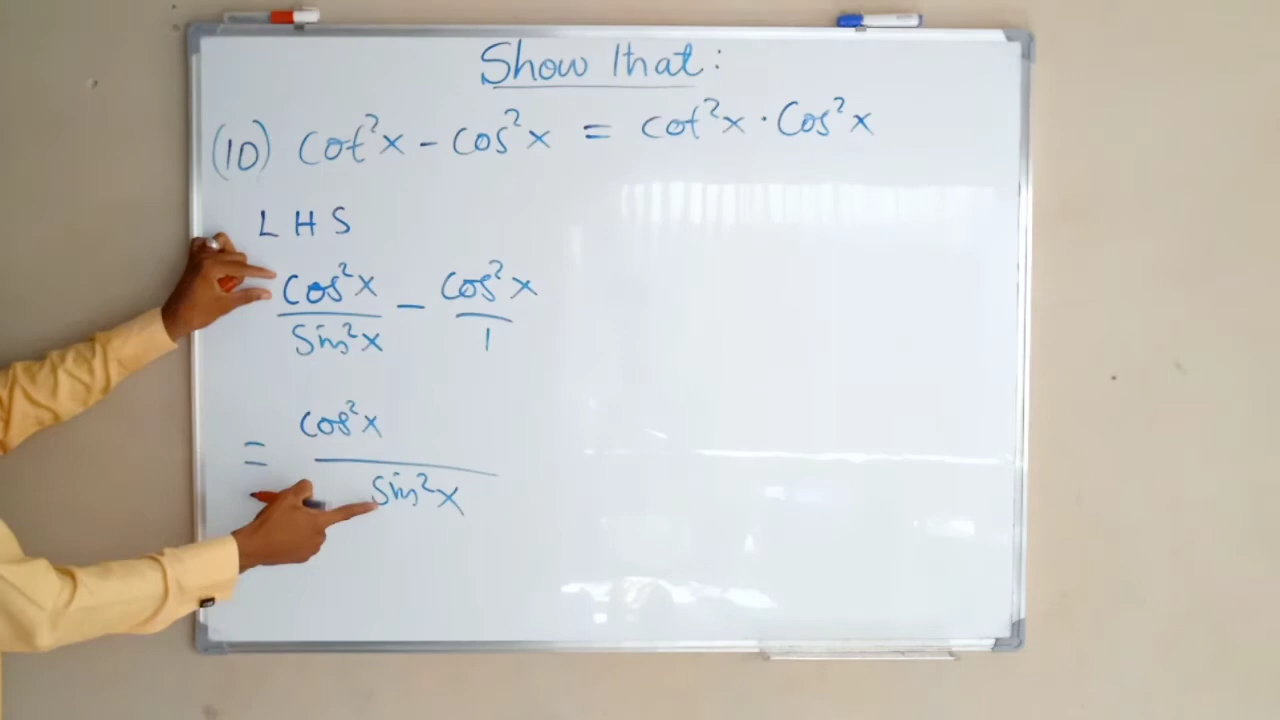 Show that:
(10) cot²x - cos²x = cot²x · cos²x
LHS
cos²x/sin²x - cos²x/1
= cos²x/sin²x